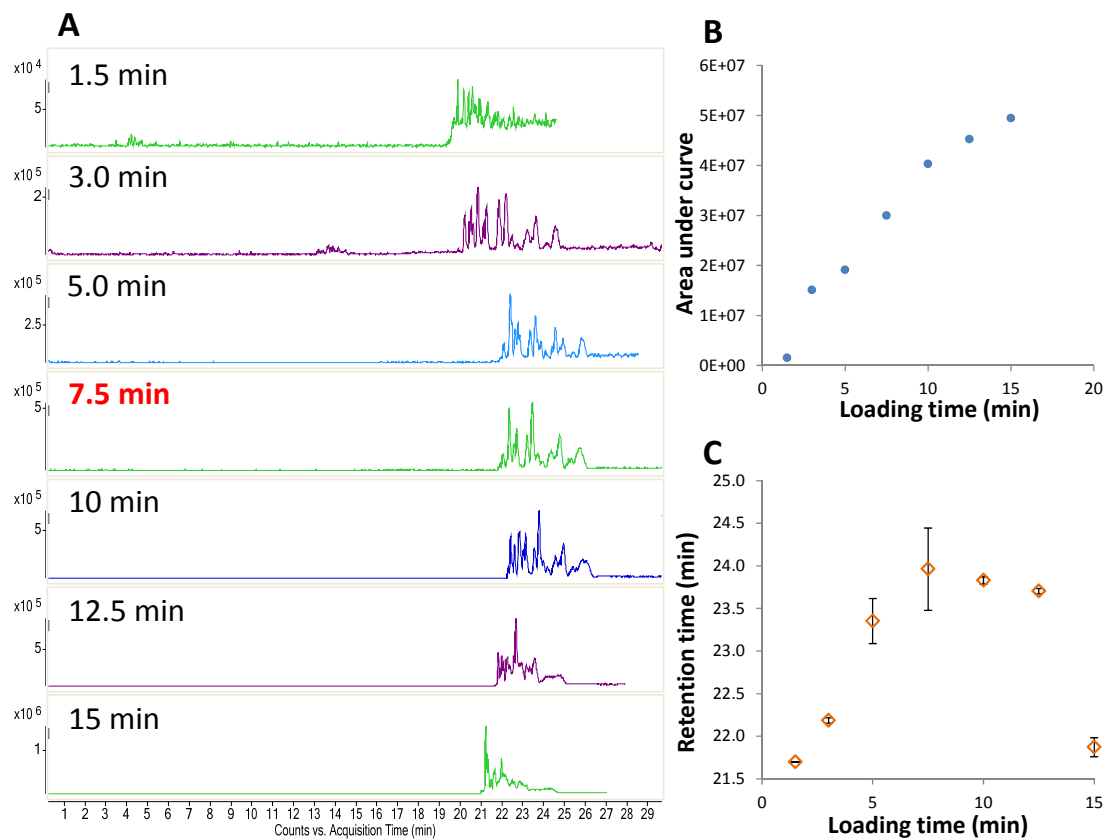 A
x10 4
1.5 min
5
x10 5
3.0 min
2
x10 5
5.0 min
2.5
x10 5
7.5 min
5
x10 5
10 min
5
x10 5
12.5 min
5
x10 6
15 min
1
1 2 3 4 5 6 7 8 9 10 11 12 13 14 15 16 17 18 19 20 21 22 23 24 25 26 27 28 29
Counts vs. Acquisition Time (min)
B
Area under curve
6E+07
5E+07
4E+07
3E+07
2E+07
1E+07
0E+00
0 5 10 15 20
Loading time (min)
C
Retention time (min)
25.0
24.5
24.0
23.5
23.0
22.5
22.0
21.5
0 5 10 15
Loading time (min)